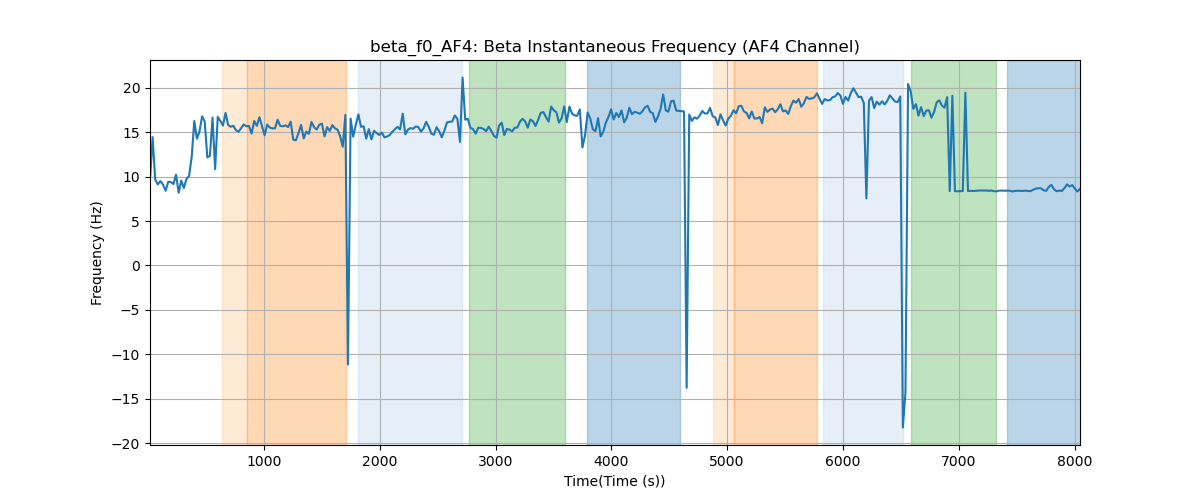 beta_f0_AF4: Beta Instantaneous Frequency (AF4 Channel)
Frequency (Hz)
20
15
10
5
0
−5
−10
−15
−20
1000 2000 3000 4000 5000 6000 7000 8000
Time(Time (s))